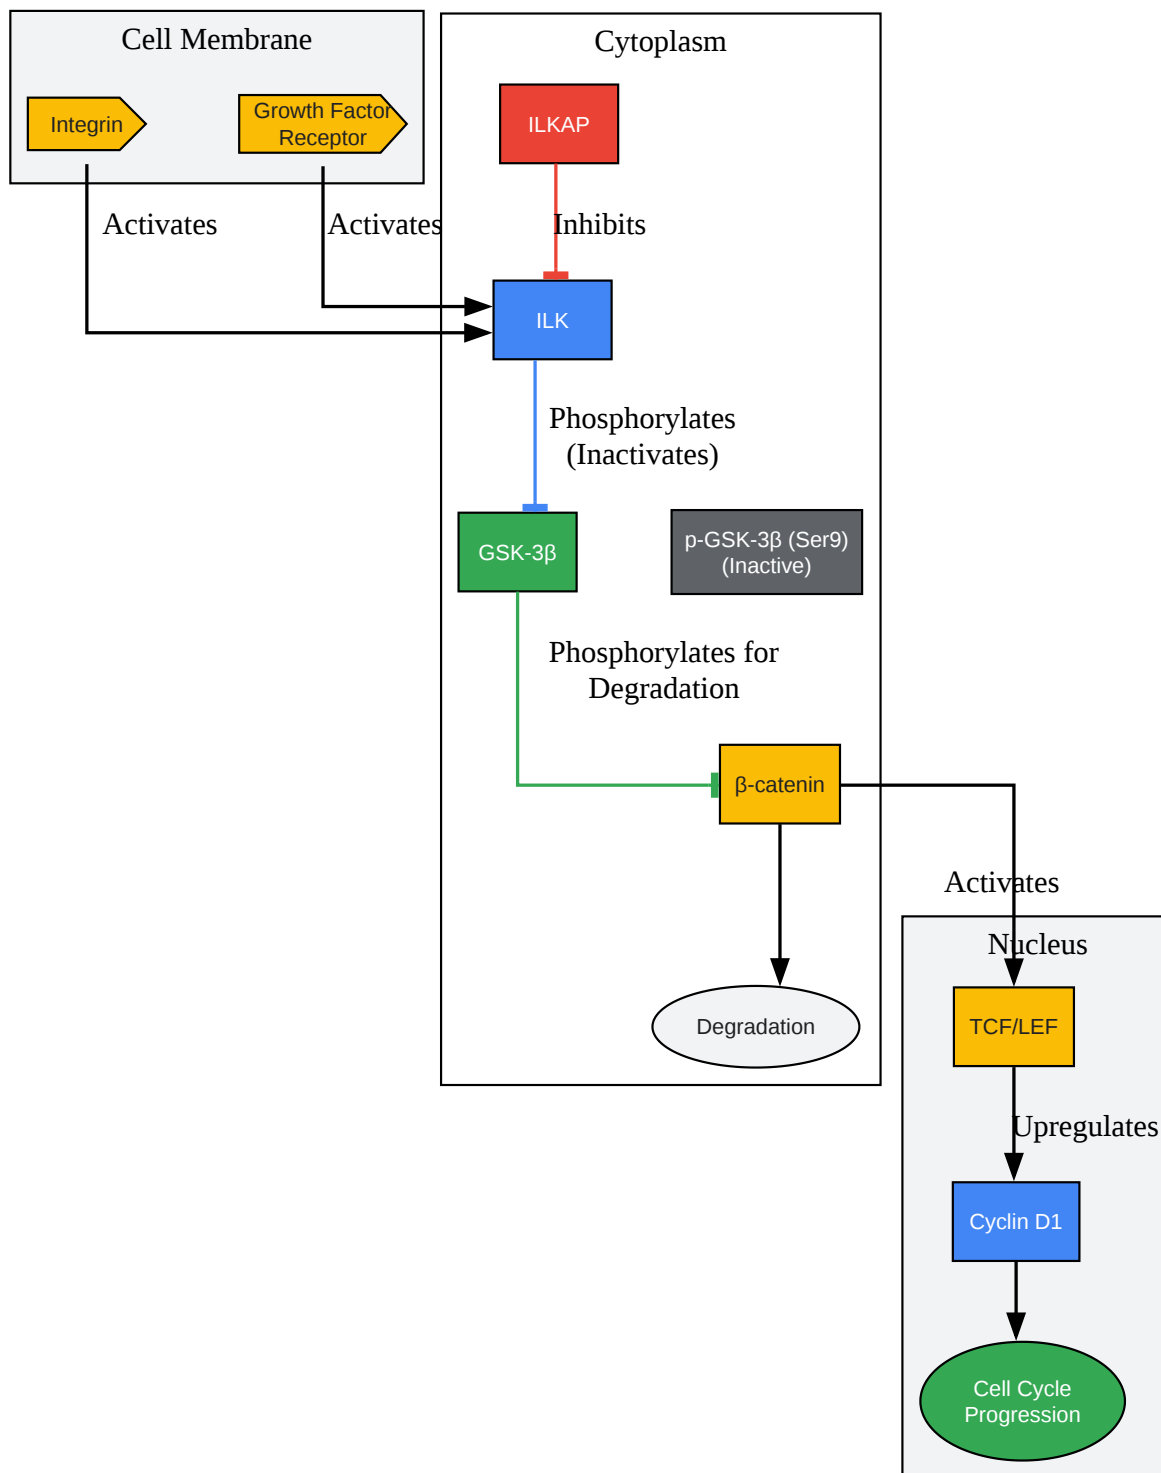 Cell Membrane
Cytoplasm
Integrin
Growth Factor
Receptor
ILKAP
Activates
Activates
Inhibits
ILK
Phosphorylates
(Inactivates)
GSK-3β
p-GSK-3β (Ser9)
(Inactive)
Phosphorylates for
Degradation
β-catenin
Activates
Nucleus
Degradation
TCF/LEF
Upregulates
Cyclin D1
Cell Cycle
Progression